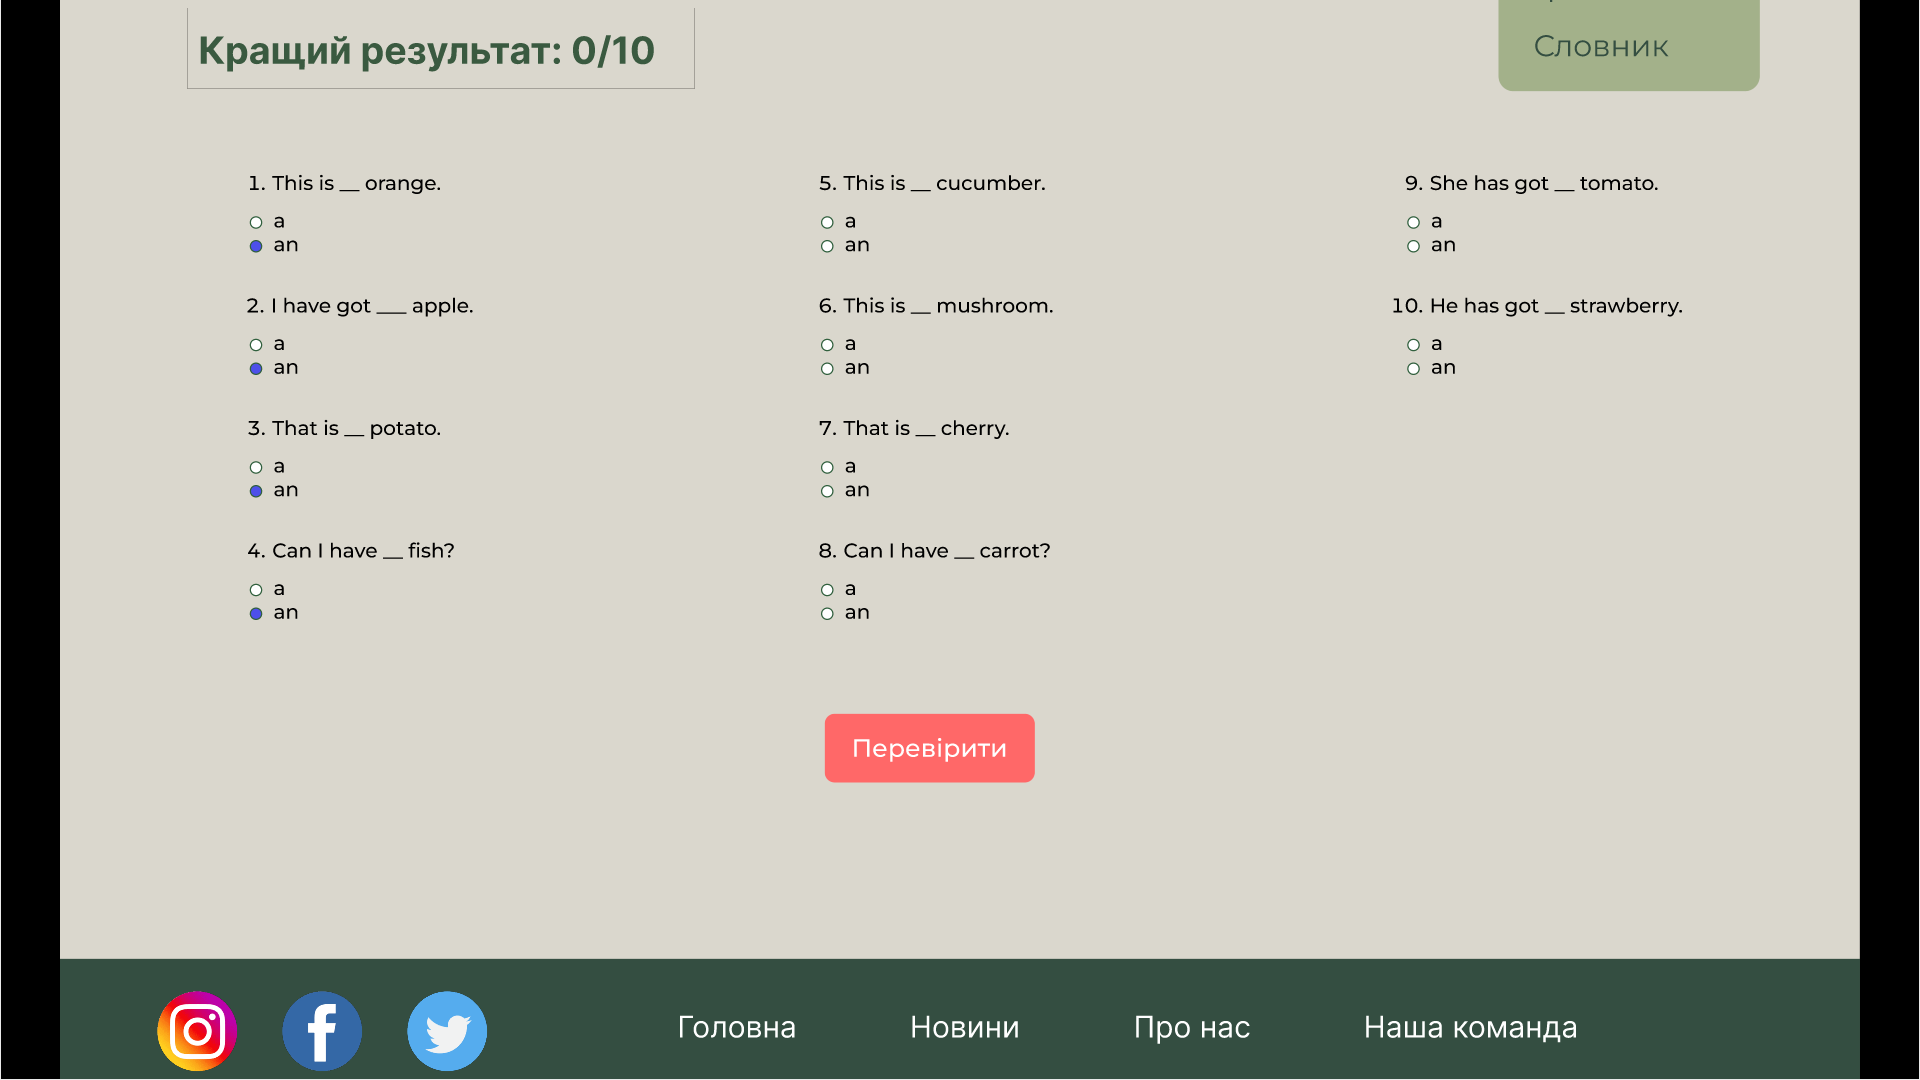 Кращий результат: 0/10
Словник
1. This is __ orange.
a
an
2. I have got ___ apple.
a
an
3. That is __ potato.
a
an
4. Can I have __ fish?
a
an
5. This is __ cucumber.
a
an
6. This is __ mushroom.
a
an
7. That is __ cherry.
a
an
8. Can I have __ carrot?
a
an
9. She has got __ tomato.
a
an
10. He has got __ strawberry.
a
an
Перевірити
Головна
Новини
Про нас
Наша команда